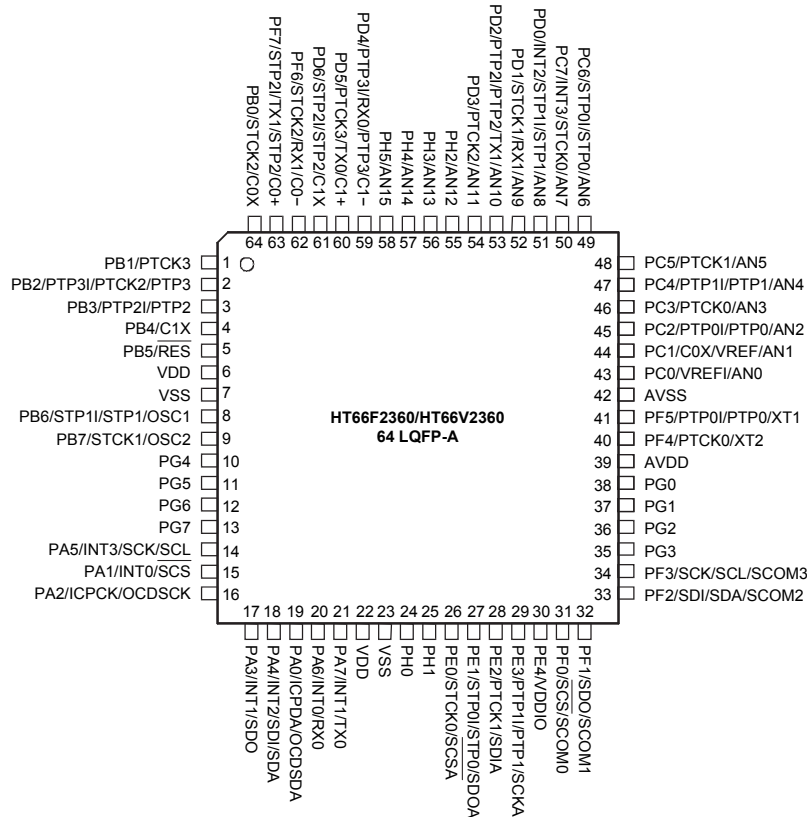 PB0/STCK2/C0X
PF7/STP2I/TX1/STP2/C0+
PF6/STCK2/RX1/C0−
PD6/STP2I/STP2/C1X
PD5/PTCK3/TX0/C1+
PD4/PTP3I/RX0/PTP3/C1−
PH5/AN15
PH4/AN14
PH3/AN13
PH2/AN12
PD3/PTCK2/AN11
PD2/PTP2I/PTP2/TX1/AN10
PD1/STCK1/RX1/AN9
PD0/INT2/STP1I/STP1/AN8
PC7/INT3/STCK0/AN7
PC6/STP0I/STP0/AN6
64 63 62 61 60 59 58 57 56 55 54 53 52 51 50 49
PB1/PTCK3 1
PB2/PTP3I/PTCK2/PTP3 2
PB3/PTP2I/PTP2 3
PB4/C1X 4
PB5/RES 5
VDD 6
VSS 7
PB6/STP1I/STP1/OSC1 8
PB7/STCK1/OSC2 9
PG4 10
PG5 11
PG6 12
PG7 13
PA5/INT3/SCK/SCL 14
PA1/INT0/SCS 15
PA2/ICPCK/OCDSCK 16
HT66F2360/HT66V2360
64 LQFP-A
48 PC5/PTCK1/AN5
47 PC4/PTP1I/PTP1/AN4
46 PC3/PTCK0/AN3
45 PC2/PTP0I/PTP0/AN2
44 PC1/C0X/VREF/AN1
43 PC0/VREFI/AN0
42 AVSS
41 PF5/PTP0I/PTP0/XT1
40 PF4/PTCK0/XT2
39 AVDD
38 PG0
37 PG1
36 PG2
35 PG3
34 PF3/SCK/SCL/SCOM3
33 PF2/SDI/SDA/SCOM2
17 18 19 20 21 22 23 24 25 26 27 28 29 30 31 32
PA3/INT1/SDO
PA4/INT2/SDI/SDA
PA0/ICPDA/OCDSDA
PA6/INT0/RX0
PA7/INT1/TX0
VDD
VSS
PH0
PH1
PE0/STCK0/SCSA
PE1/STP0I/STP0/SDOA
PE2/PTCK1/SDIA
PE3/PTP1I/PTP1/SCKA
PE4/VDDIO
PF0/SCS/SCOM0
PF1/SDO/SCOM1